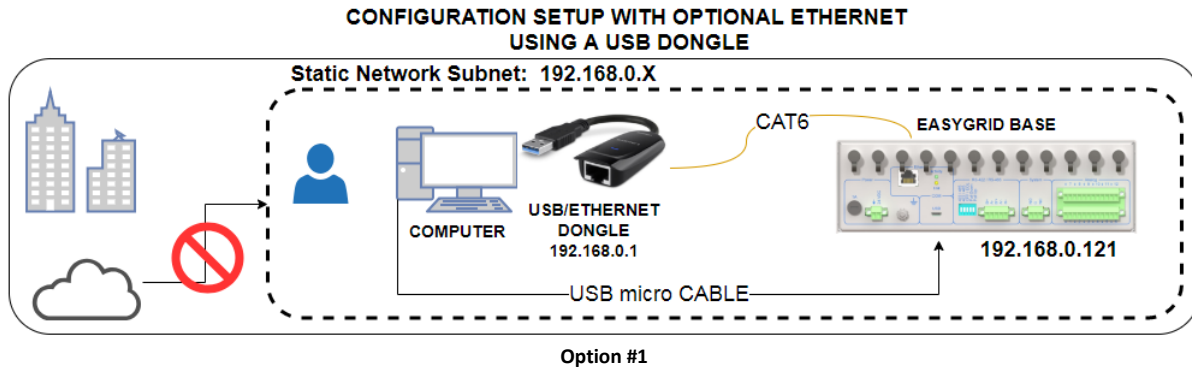 CONFIGURATION SETUP WITH OPTIONAL ETHERNET
USING A USB DONGLE
Static Network Subnet: 192.168.0.X
CAT6
EASYGRID BASE
USB/ETHERNET
DONGLE
192.168.0.1
COMPUTER
192.168.0.121
USB micro CABLE
Option #1